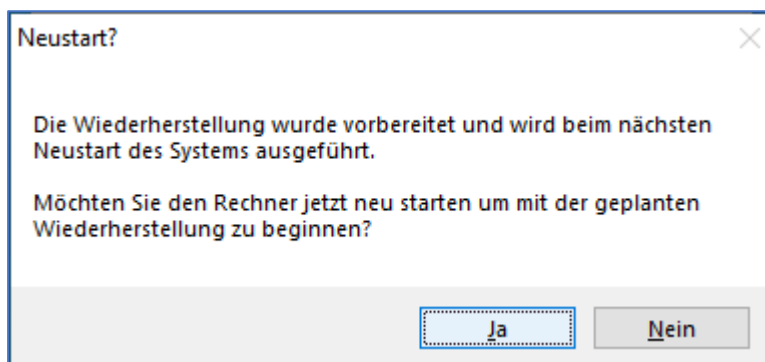 Neustart?
Die Wiederherstellung wurde vorbereitet und wird beim nächsten
Neustart des Systems ausgeführt.
Möchten Sie den Rechner jetzt neu starten um mit der geplanten
Wiederherstellung zu beginnen?
Ja
Nein